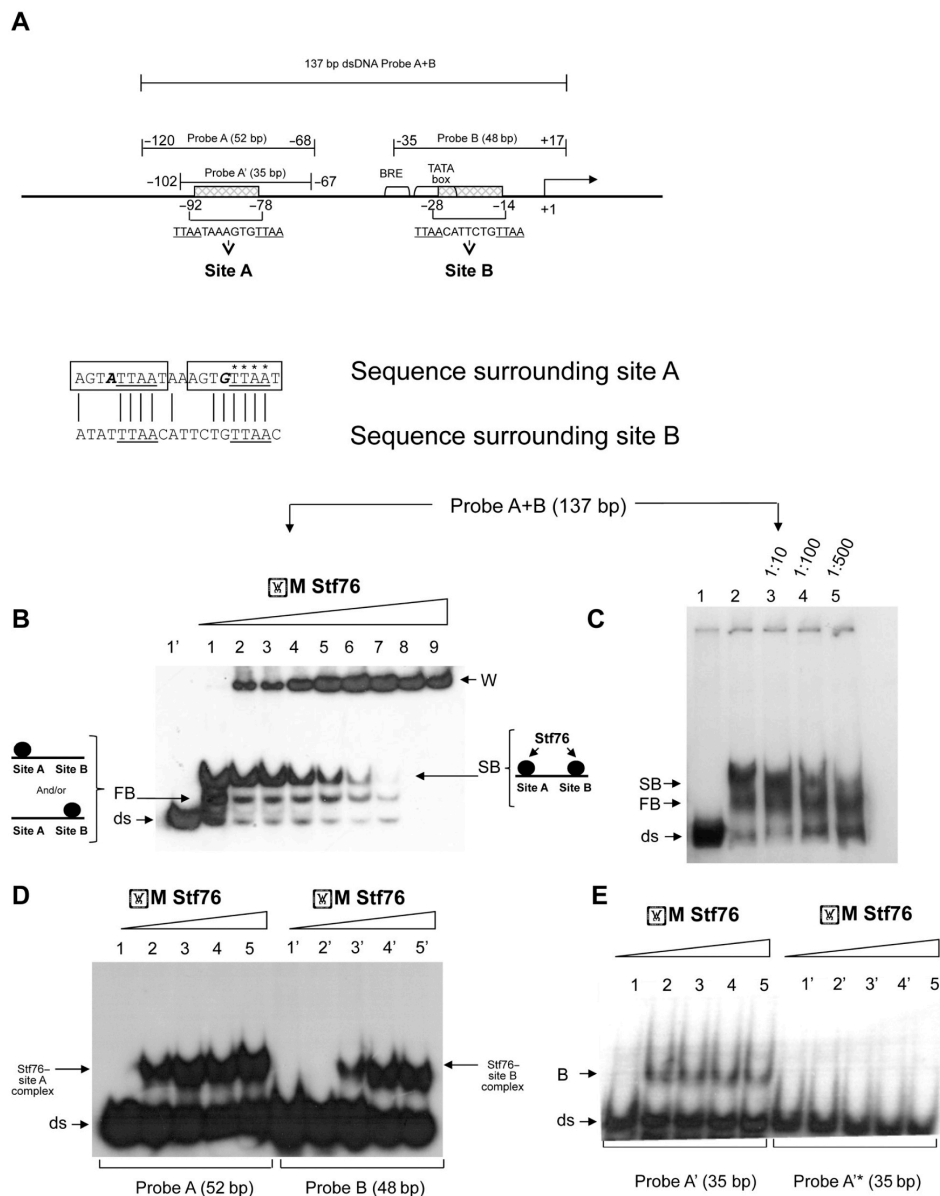 A
137 bp dsDNA Probe A+B
−120 Probe A (52 bp) −68
−35 Probe B (48 bp) +17
−102 Probe A' (35 bp) −67
BRE TATA box
−92 −78
−28 −14
+1
TTAATAAAGTGTTAA
TTAACATTCTGTTAA
Site A
Site B
* * * *
AGTATTAATAAAGTGTTAAT
Sequence surrounding site A
ATATTTAACATTCTGTTAAC
Sequence surrounding site B
Probe A+B (137 bp)
B
M Stf76
1' 1 2 3 4 5 6 7 8 9
W
Site A Site B
And/or
Site A Site B
FB
ds
SB
Stf76
Site A Site B
C
1:10 1:100 1:500
1 2 3 4 5
SB
FB
ds
D
M Stf76 M Stf76
1 2 3 4 5 1' 2' 3' 4' 5'
Stf76–
site A
complex
Stf76–
site B
complex
ds
Probe A (52 bp) Probe B (48 bp)
E
M Stf76 M Stf76
1 2 3 4 5 1' 2' 3' 4' 5
B
ds
Probe A' (35 bp) Probe A'* (35 bp)